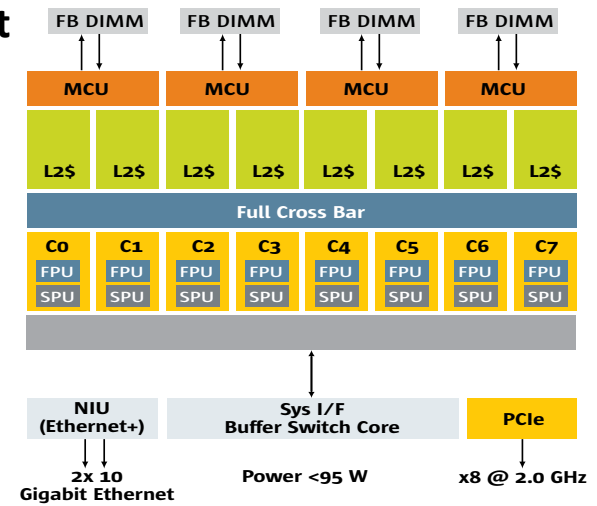 t
FB DIMM FB DIMM FB DIMM FB DIMM
MCU MCU MCU MCU
L2$ L2$ L2$ L2$ L2$ L2$ L2$ L2$
Full Cross Bar
C0 C1 C2 C3 C4 C5 C6 C7
FPU FPU FPU FPU FPU FPU FPU FPU
SPU SPU SPU SPU SPU SPU SPU SPU
NIU
(Ethernet+)
Sys I/F
Buffer Switch Core
PCIe
2x 10
Gigabit Ethernet
Power <95 W
x8 @ 2.0 GHz